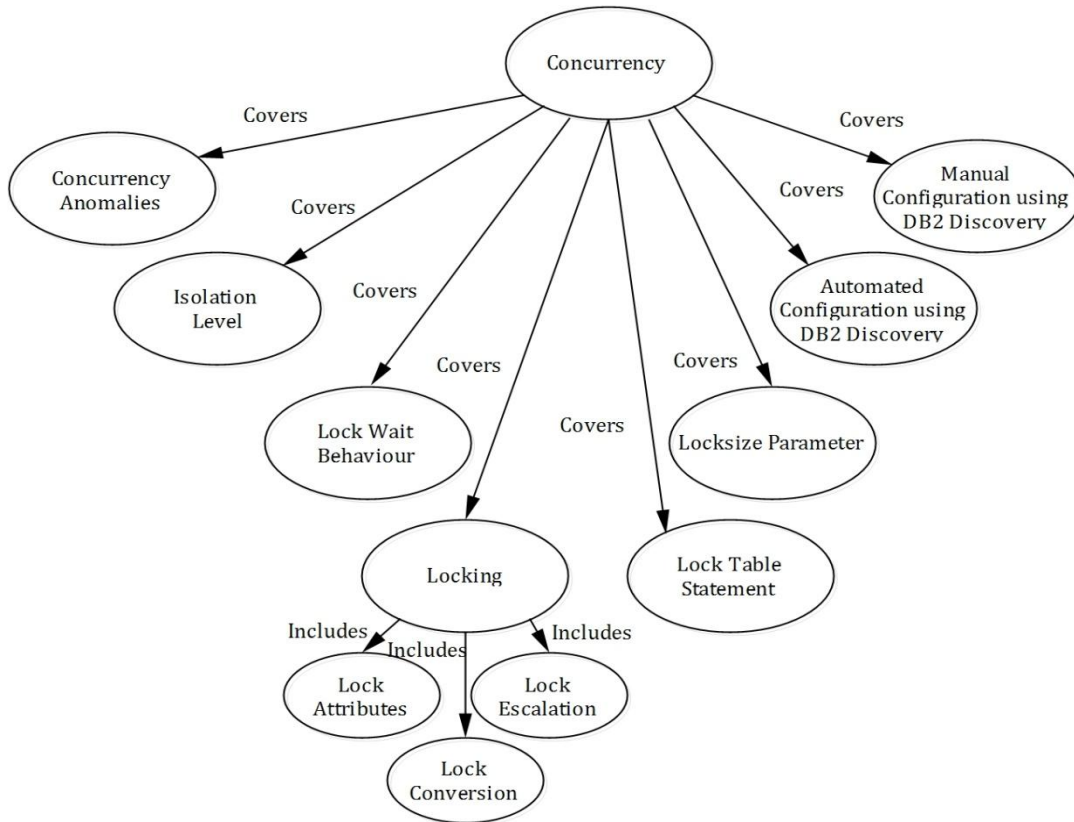 Concurrency
Covers
Covers
Concurrency
Anomalies
Manual
Configuration using
DB2 Discovery
Covers
Covers
Isolation
Level
Automated
Configuration using
DB2 Discovery
Covers
Covers
Covers
Lock Wait
Behaviour
Locksize Parameter
Covers
Locking
Lock Table
Statement
Includes
Includes
Includes
Lock
Attributes
Lock
Escalation
Lock
Conversion